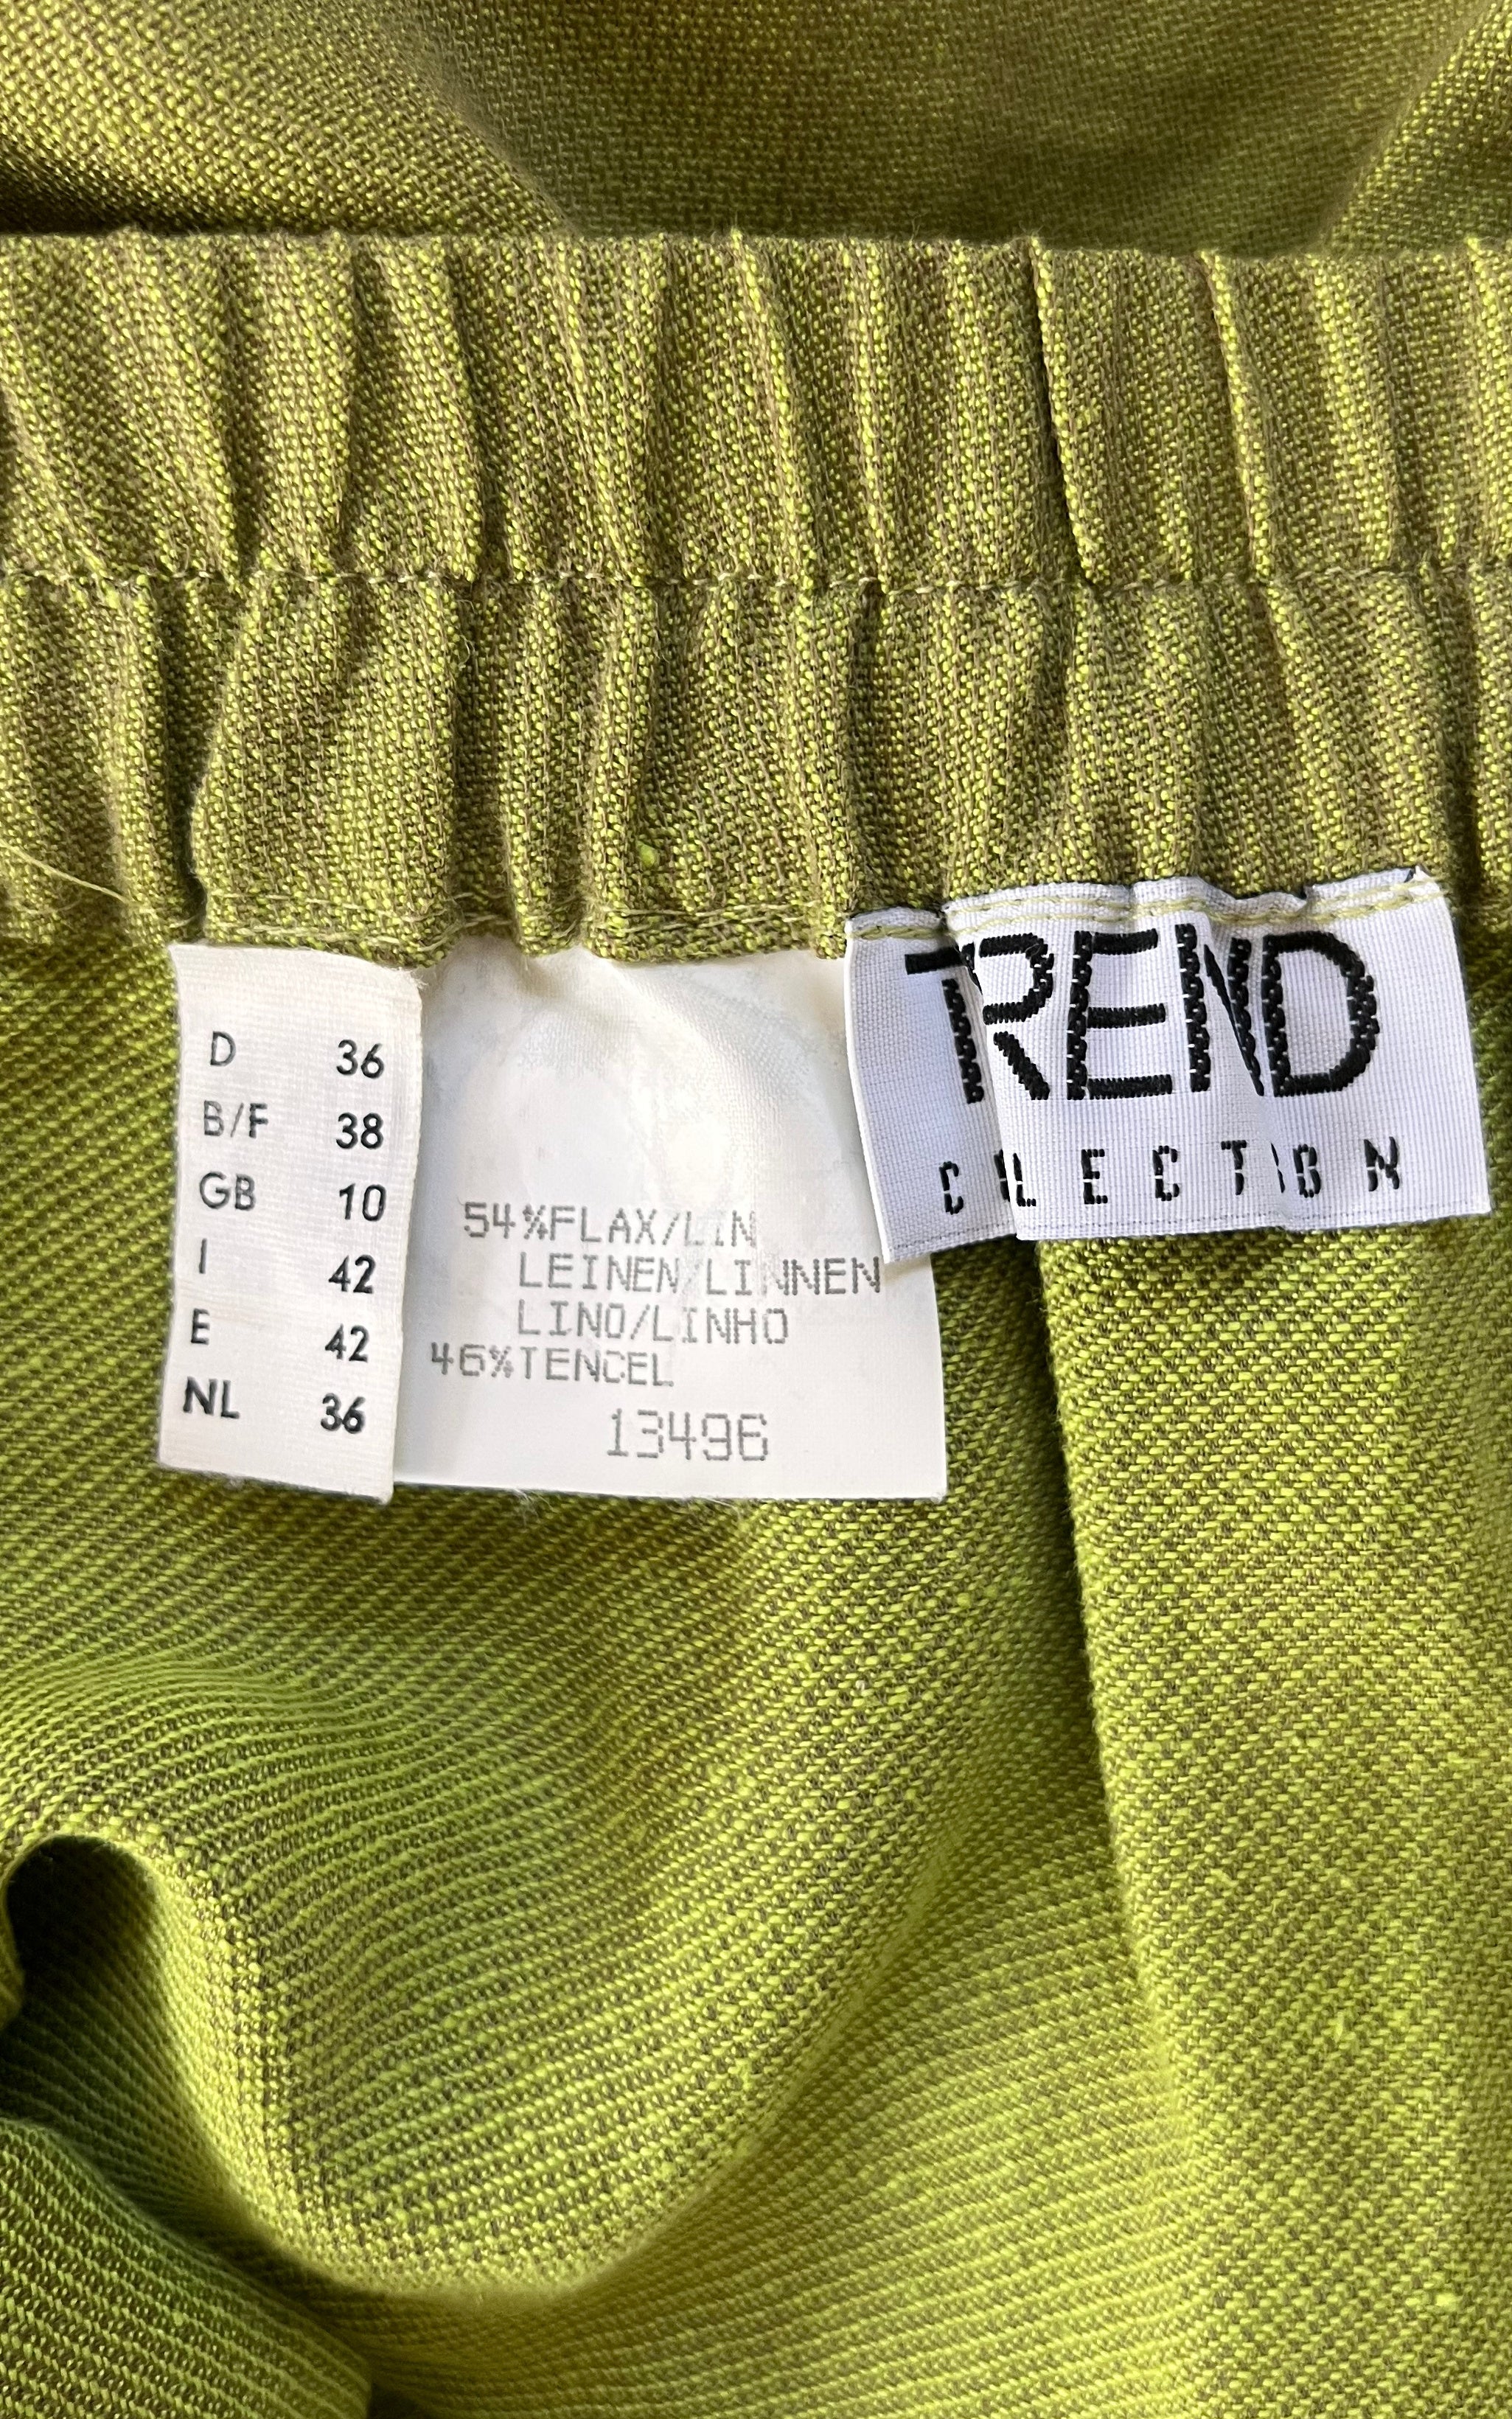 D 36
B/F 38
GB 10
I 42
E 42
NL 36
54%FLAX/LIN
LEINEN/LINNEN
LINO/LINHO
46%TENCEL
13496
TREND
COLLECTION